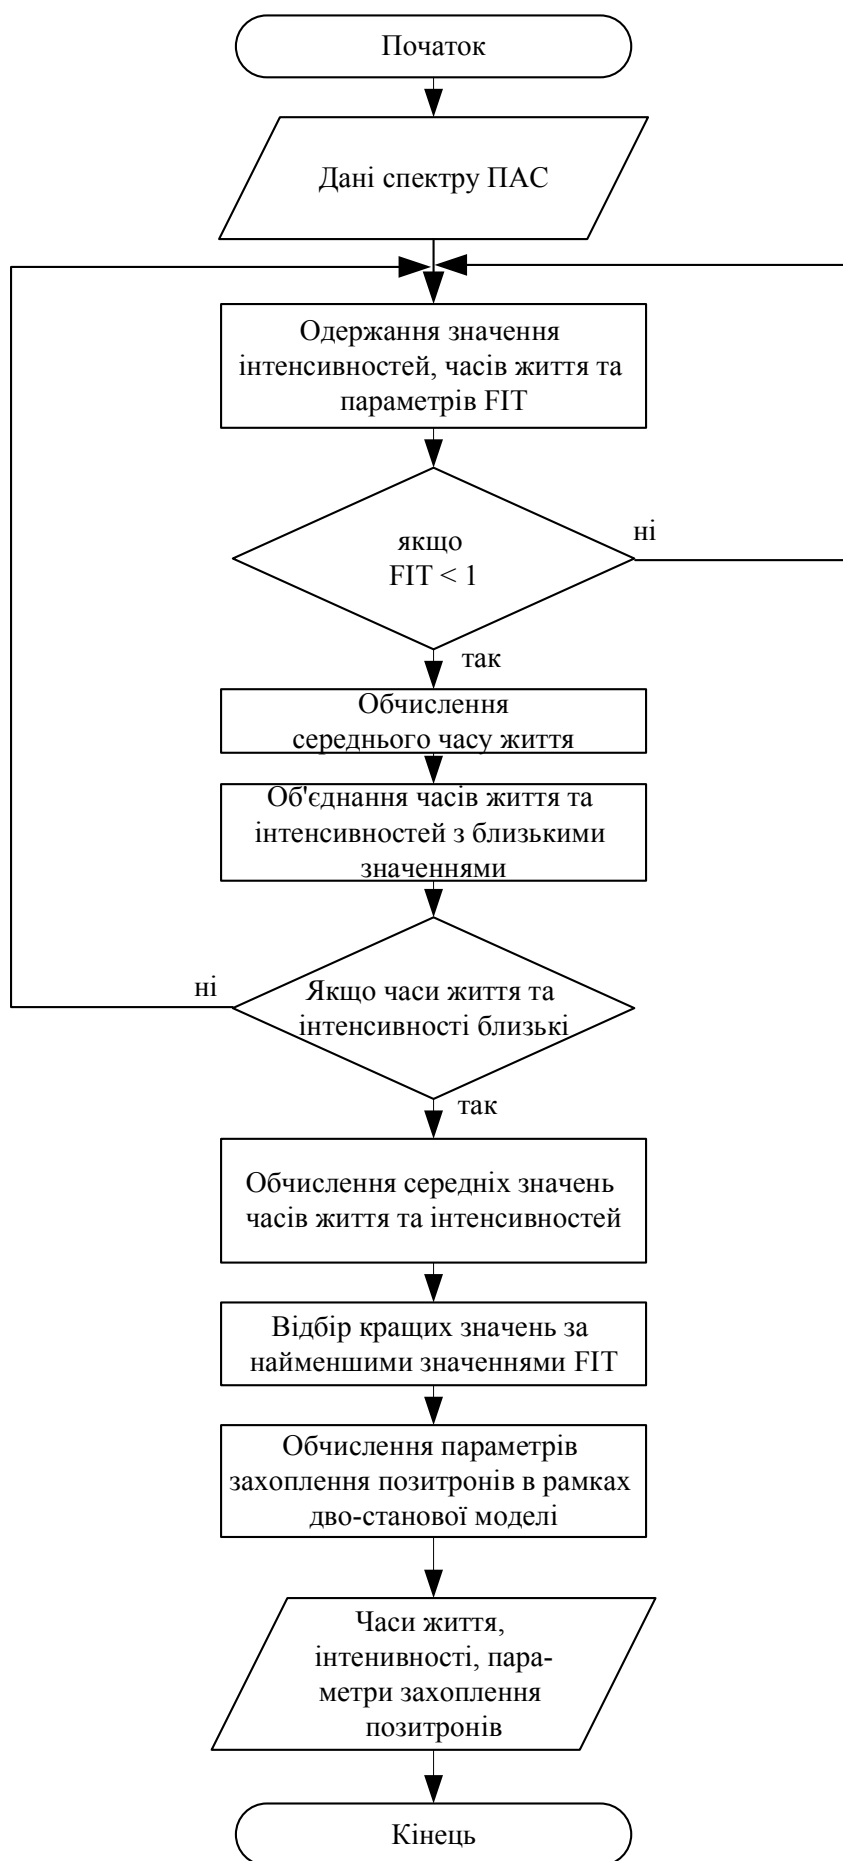 Початок
Дані спектру ПАС
Одержання значення
інтенсивностей, часів життя та
параметрів FIT
якщо
FIT < 1
ні
так
Обчислення
середнього часу життя
Об'єднання часів життя та
інтенсивностей з близькими
значеннями
ні
Якщо часи життя та
інтенсивності близькі
так
Обчислення середніх значень
часів життя та інтенсивностей
Відбір кращих значень за
найменшими значеннями FIT
Обчислення параметрів
захоплення позитронів в рамках
дво-станової моделі
Часи життя,
інтенивності, пара-
метри захоплення
позитронів
Кінець